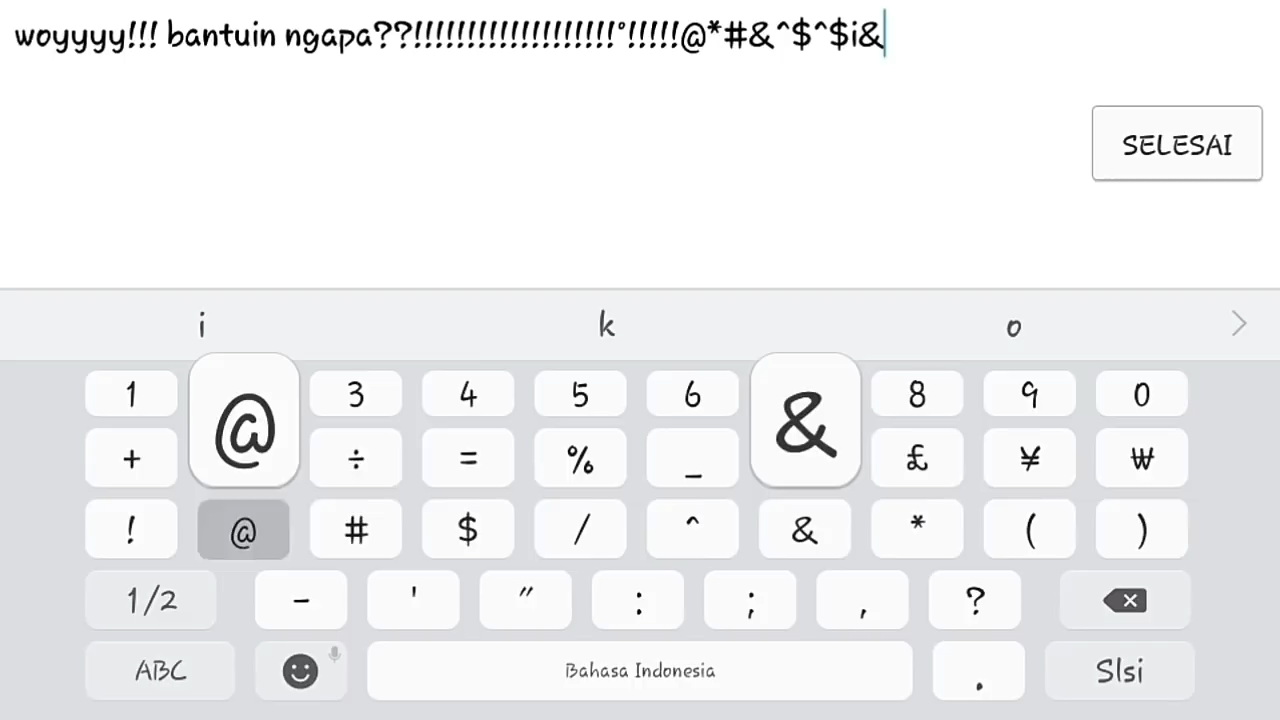 woyyyy!!! bantuin ngapa??!!!!!!!!!!!!!!!!!!!°!!!!!@*#&^$^$i&
SELESAI
i k o
1 @ 3 4 5 6 & 8 9 0
+ ÷ = % _ £ ¥ ₩
! @ # $ / ^ & * ( )
1/2 - ' " : ; , ?
ABC Bahasa Indonesia . Slsi